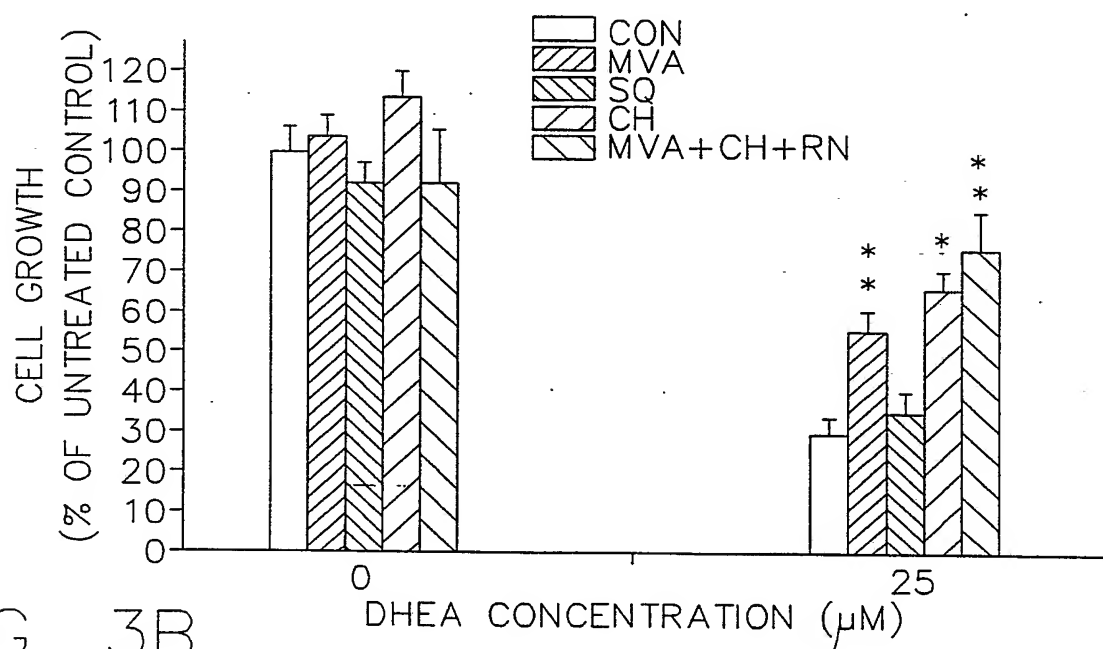 CON
MVA
SQ
CH
MVA+CH+RN
CELL GROWTH
(% OF UNTREATED CONTROL)
120
110
100
90
80
70
60
50
40
30
20
10
0
*
*
*
*
*
0
25
DHEA CONCENTRATION (μM)
3B